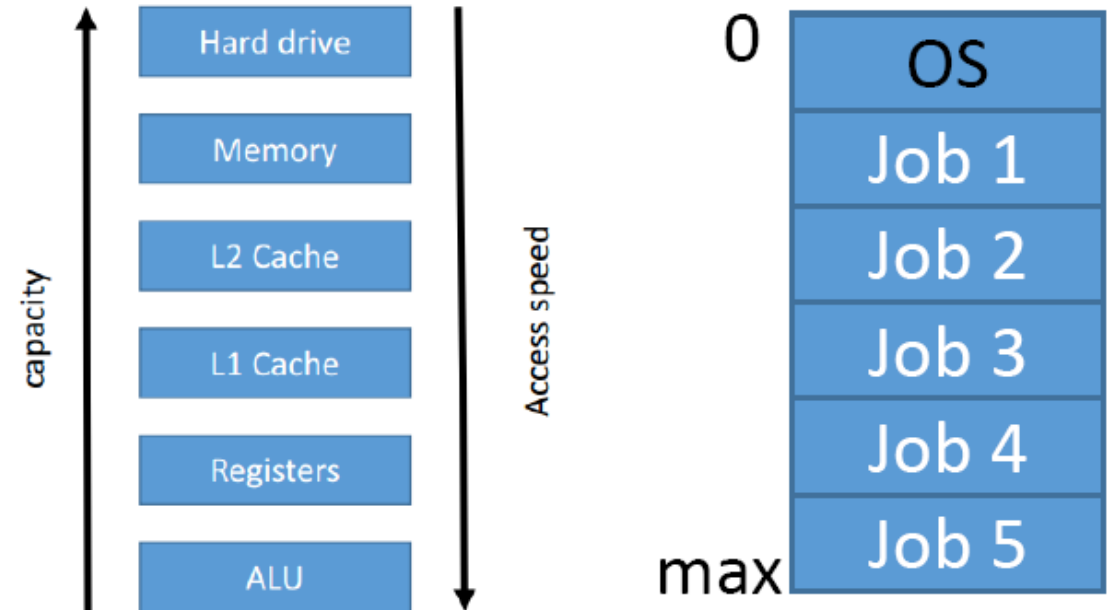 Hard drive
Memory
L2 Cache
L1 Cache
Registers
ALU
capacity
Access speed
0
OS
Job 1
Job 2
Job 3
Job 4
Job 5
max